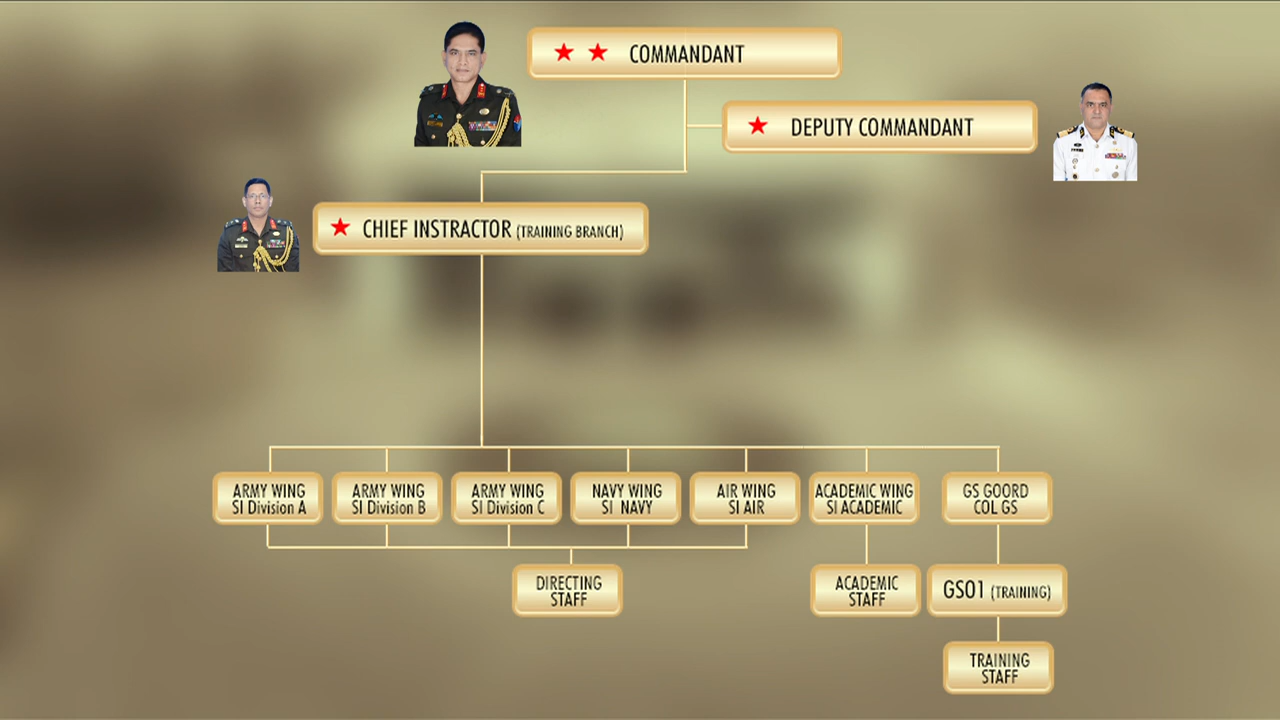 COMMANDANT
DEPUTY COMMANDANT
CHIEF INSTRACTOR (TRAINING BRANCH)
ARMY WING
SI Division A
ARMY WING
SI Division B
ARMY WING
SI Division C
NAVY WING
SI NAVY
AIR WING
SI AIR
ACADEMIC WING
SI ACADEMIC
GS GOORD
COL GS
DIRECTING
STAFF
ACADEMIC
STAFF
GSO1 (TRAINING)
TRAINING
STAFF